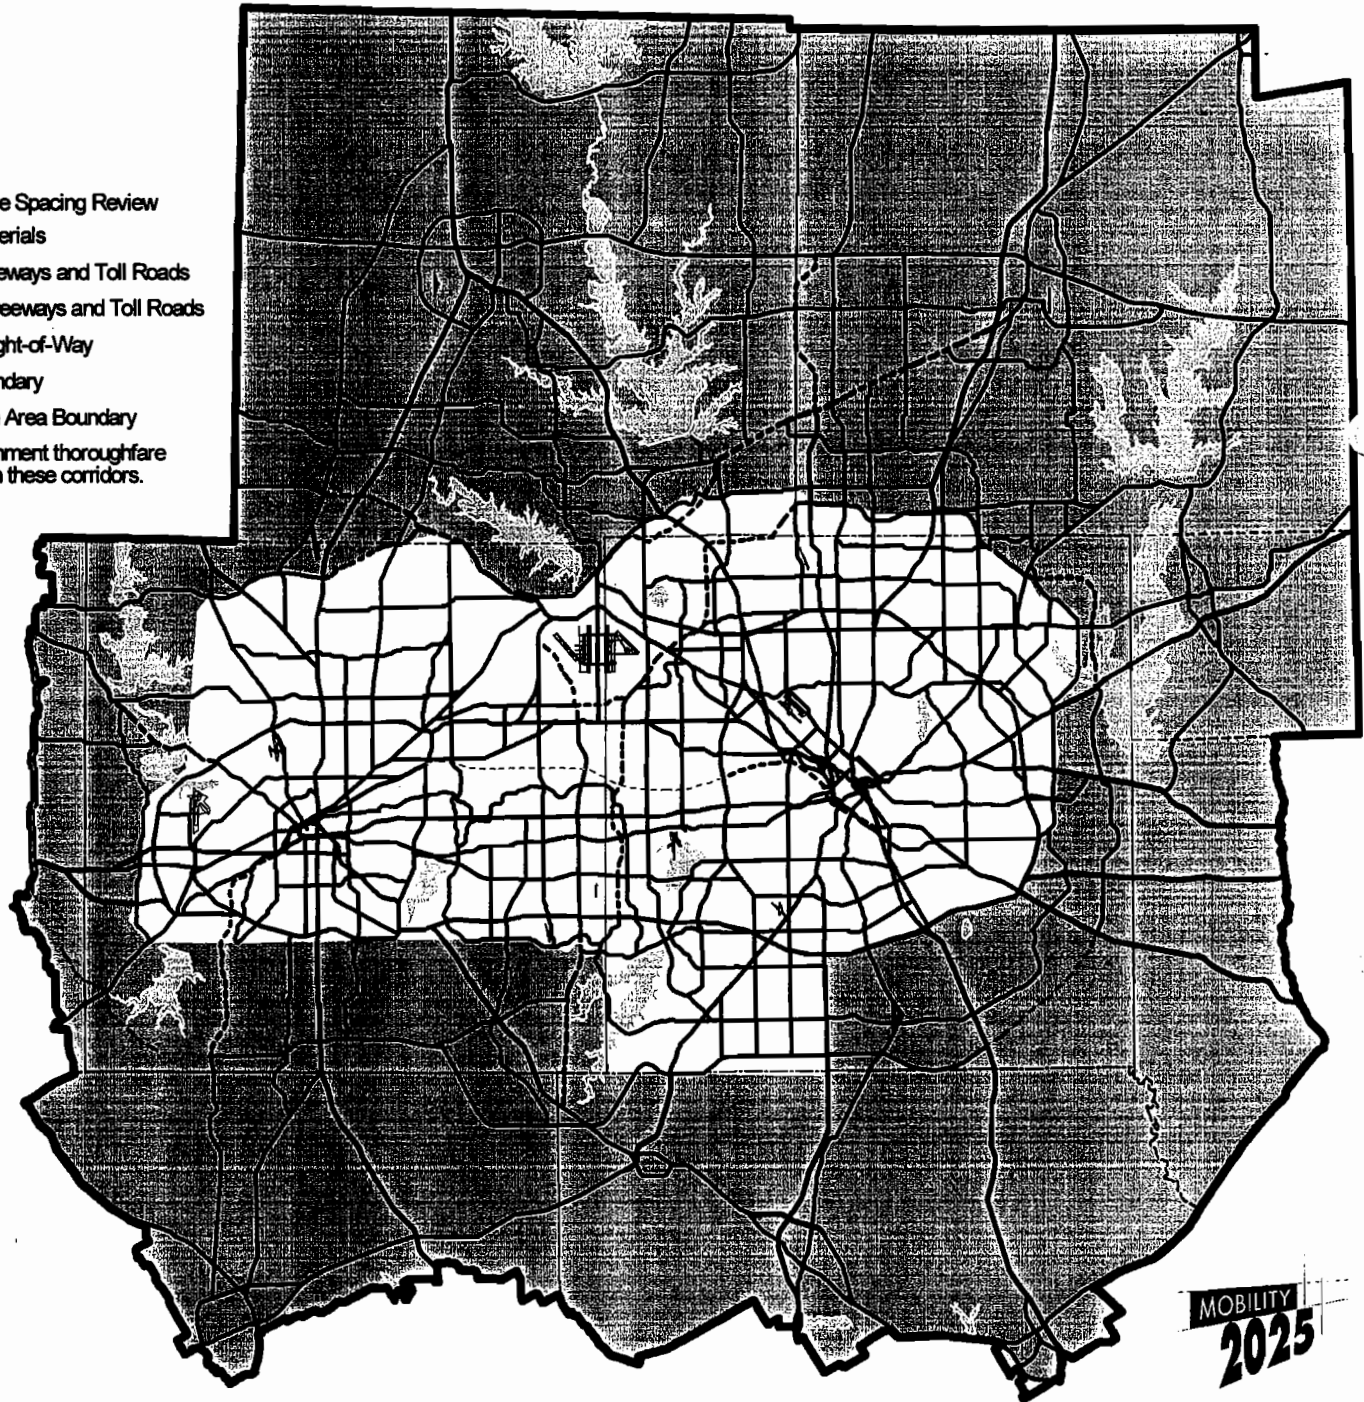 e Spacing Review
erials
eways and Toll Roads
reeways and Toll Roads
ght-of-Way
ndary
Area Boundary
nment thoroughfare
these corridors.
MOBILITY
2025